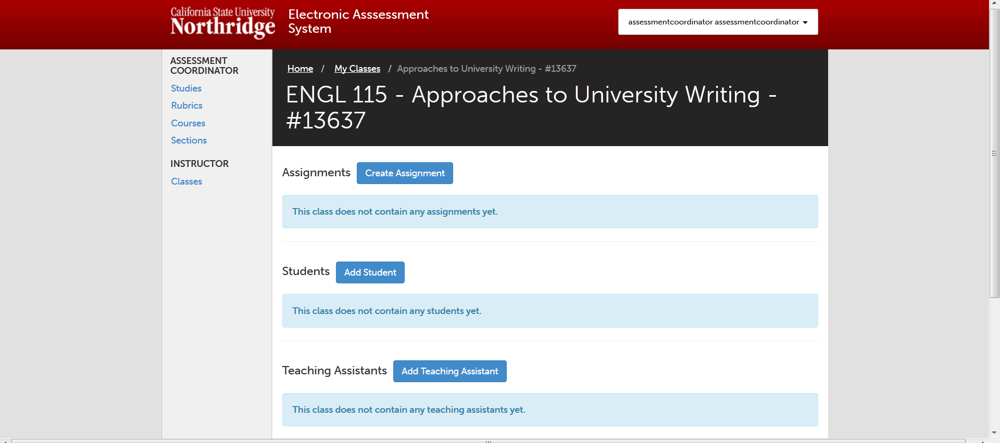 California State University
Northridge
Electronic Asssessment
System
assessmentcoordinator assessmentcoordinator
ASSESSMENT
COORDINATOR
Studies
Rubrics
Courses
Sections
INSTRUCTOR
Classes
Home / My Classes / Approaches to University Writing - #13637
ENGL 115 - Approaches to University Writing -
#13637
Assignments Create Assignment
This class does not contain any assignments yet.
Students Add Student
This class does not contain any students yet.
Teaching Assistants Add Teaching Assistant
This class does not contain any teaching assistants yet.